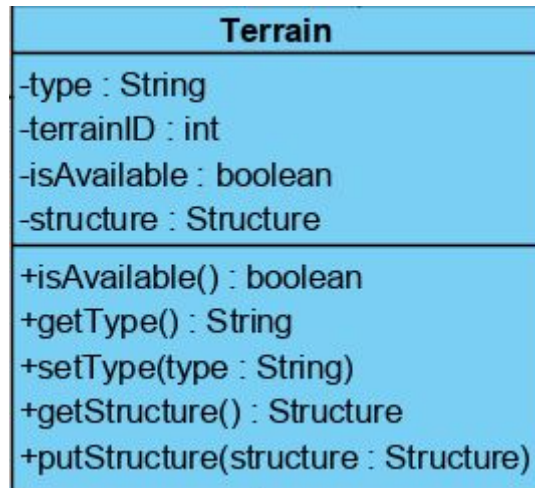 Terrain
-type : String
-terrainID : int
-isAvailable : boolean
-structure : Structure
+isAvailable() : boolean
+getType() : String
+setType(type : String)
+getStructure() : Structure
+putStructure(structure : Structure)